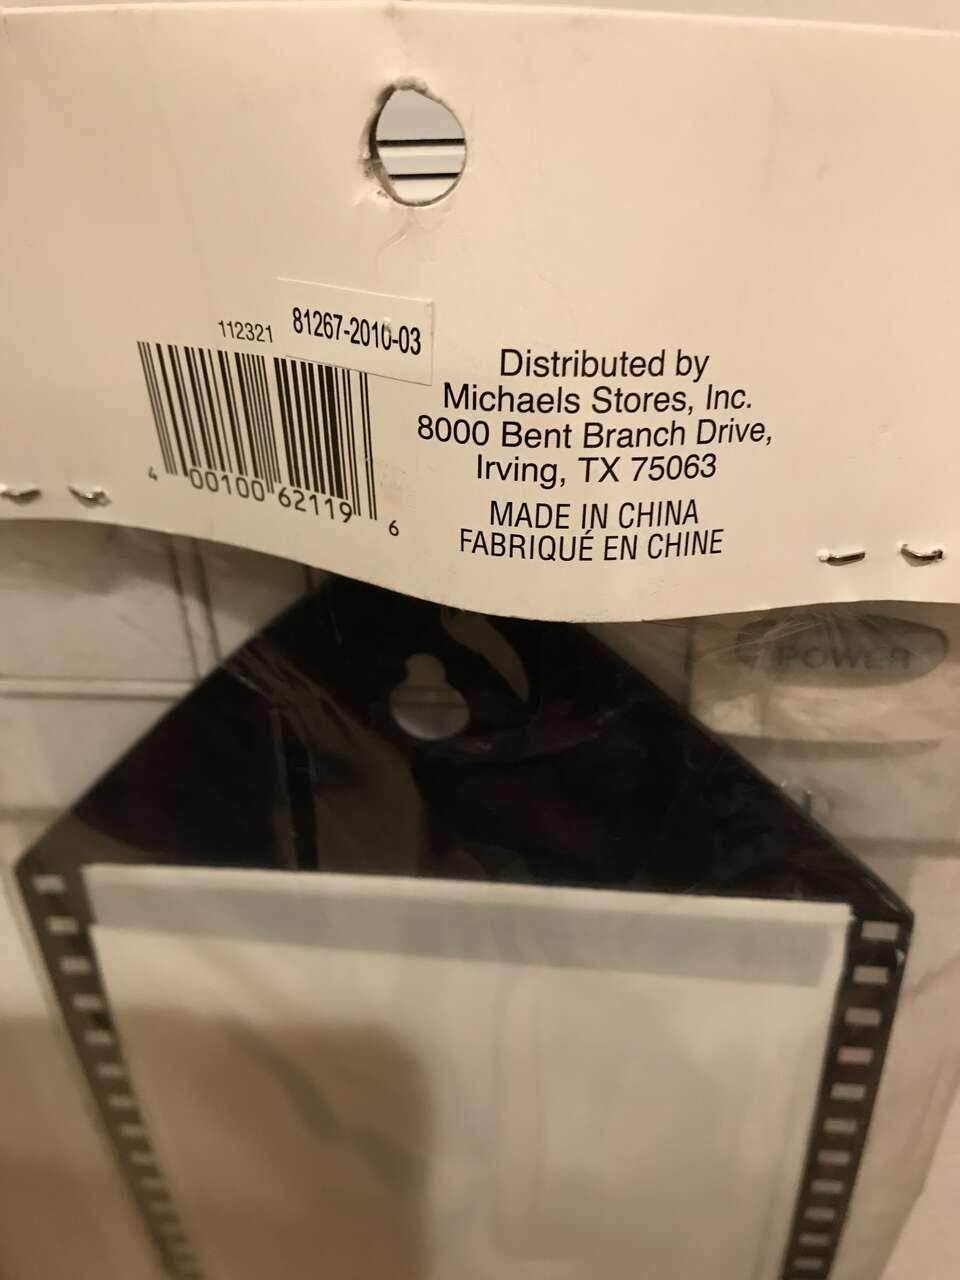 112321
81267-2010-03
4 00100 62119 6
Distributed by
Michaels Stores, Inc.
8000 Bent Branch Drive,
Irving, TX 75063
MADE IN CHINA
FABRIQUÉ EN CHINE
POWER